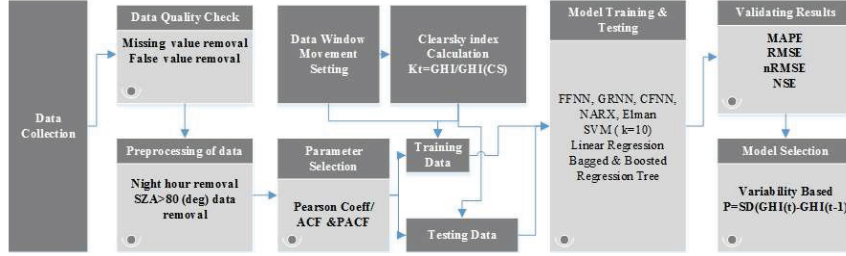 Data
Collection
Data Quality Check
Missing value removal
False value removal
Preprocessing of data
Night hour removal
SZA>80 (deg) data
removal
Data Window
Movement
Setting
Clearsky index
Calculation
Kt=GHI/GHI(CS)
Parameter
Selection
Pearson Coeff/
ACF &PACF
Training
Data
Testing Data
Model Training &
Testing
FFNN, GRNN, CFNN,
NARX, Elman
SVM ( k=10)
Linear Regression
Bagged & Boosted
Regression Tree
Validating Results
MAPE
RMSE
nRMSE
NSE
Model Selection
Variability Based
P=SD(GHI(t)-GHI(t-1)